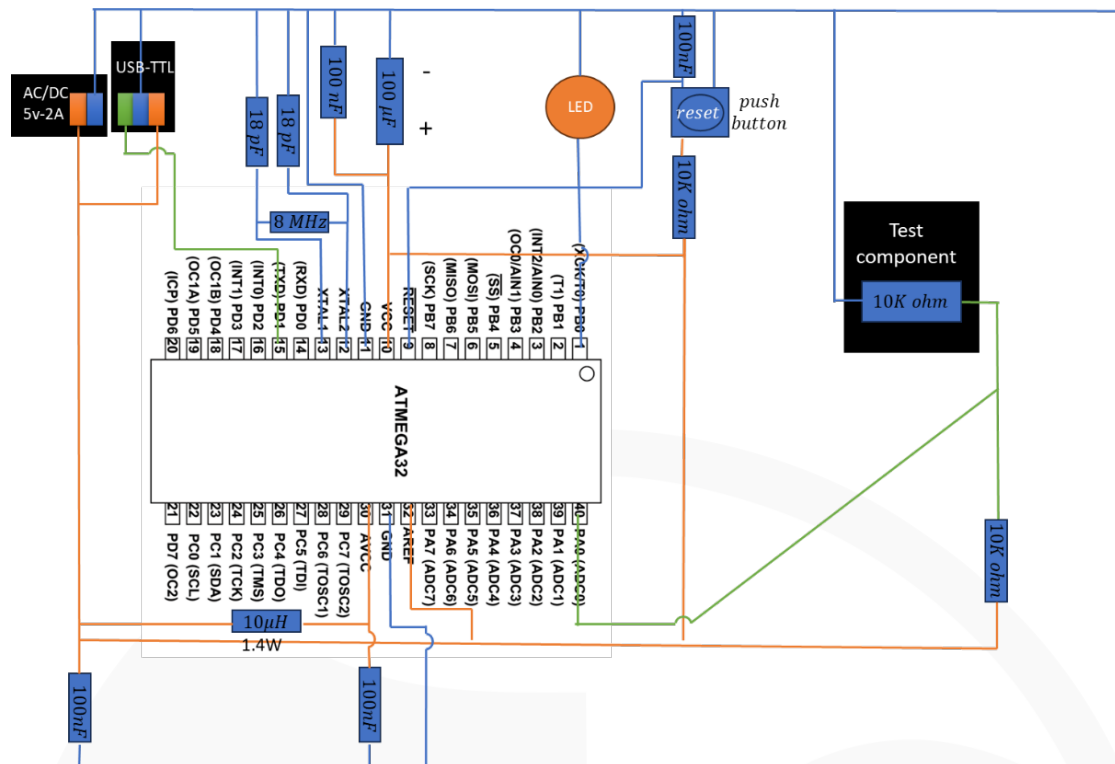 AC/DC
5v-2A
USB-TTL
18 pF
18 pF
100 nF
100 μF
-
+
LED
100nF
reset
push
button
10K ohm
8 MHz
Test
component
10K ohm
(ICP) PD6
(OC1A) PD5
(OC1B) PD4
(INT1) PD3
(INT0) PD2
(TXD) PD1
(RXD) PD0
XTAL1
XTAL2
GND
VCC
RESET
(SCK) PB7
(MISO) PB6
(MOSI) PB5
(SS) PB4
(OC0/AIN1) PB3
(INT2/AIN0) PB2
(T1) PB1
(XCK/T0) PB0
20
19
18
17
16
15
14
13
12
11
10
9
8
7
6
5
4
3
2
1
ATMEGA32
21
22
23
24
25
26
27
28
29
30
31
32
33
34
35
36
37
38
39
40
PD7 (OC2)
PC0 (SCL)
PC1 (SDA)
PC2 (TCK)
PC3 (TMS)
PC4 (TDO)
PC5 (TDI)
PC6 (TOSC1)
PC7 (TOSC2)
AVCC
GND
AREF
PA7 (ADC7)
PA6 (ADC6)
PA5 (ADC5)
PA4 (ADC4)
PA3 (ADC3)
PA2 (ADC2)
PA1 (ADC1)
PA0 (ADC0)
10K ohm
10μH
1.4W
100nF
100nF